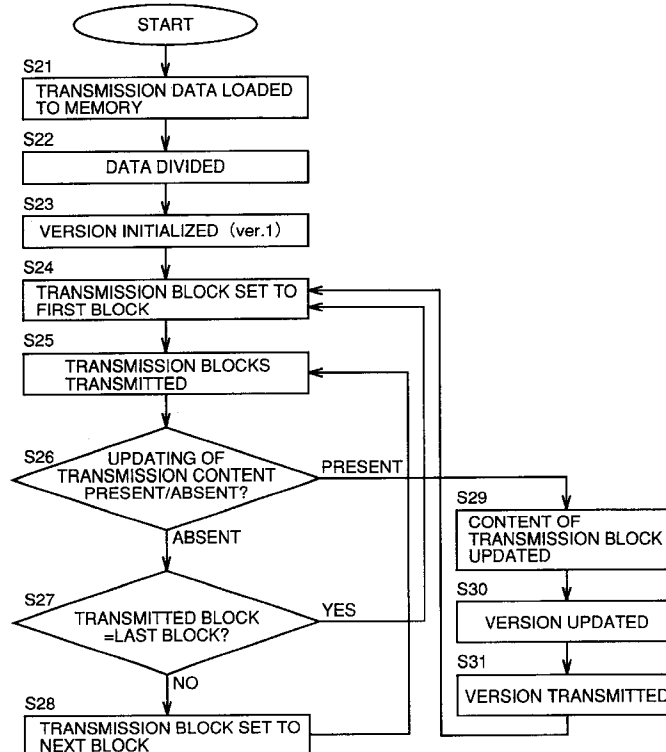 START
S21
TRANSMISSION DATA LOADED
TO MEMORY
S22
DATA DIVIDED
S23
VERSION INITIALIZED (ver.1)
S24
TRANSMISSION BLOCK SET TO
FIRST BLOCK
S25
TRANSMISSION BLOCKS
TRANSMITTED
S26
UPDATING OF
TRANSMISSION CONTENT
PRESENT/ABSENT?
PRESENT
ABSENT
S27
TRANSMITTED BLOCK
=LAST BLOCK?
YES
NO
S28
TRANSMISSION BLOCK SET TO
NEXT BLOCK
S29
CONTENT OF
TRANSMISSION BLOCK
UPDATED
S30
VERSION UPDATED
S31
VERSION TRANSMITTED